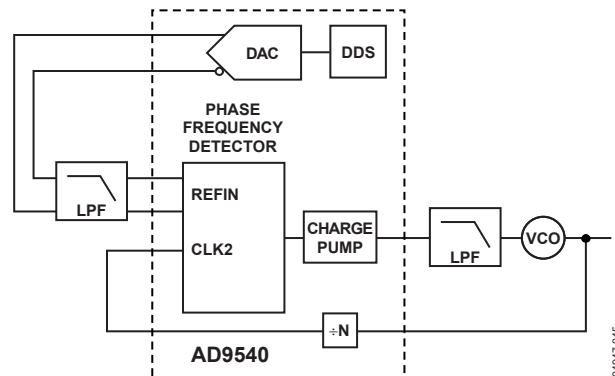 DAC
DDS
PHASE
FREQUENCY
DETECTOR
REFIN
LPF
CLK2
CHARGE
PUMP
LPF
VCO
÷N
AD9540